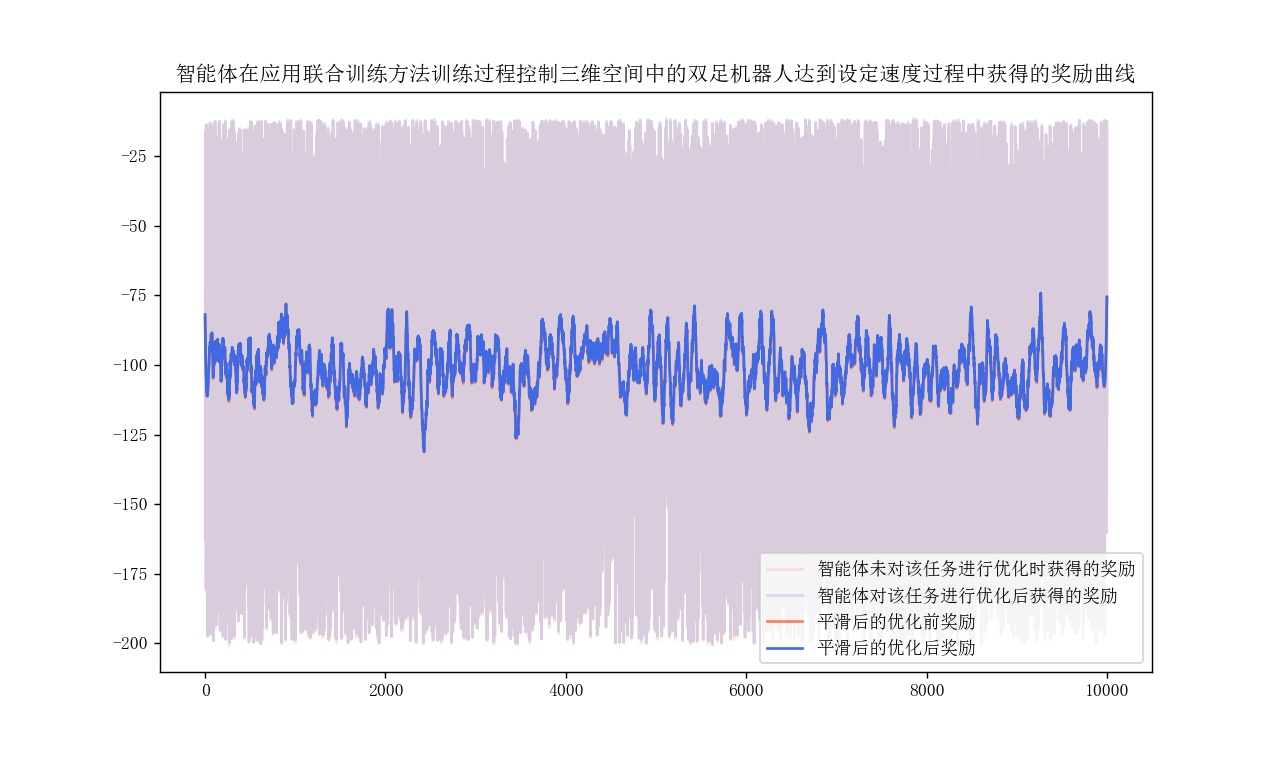 智能体在应用联合训练方法训练过程控制三维空间中的双足机器人达到设定速度过程中获得的奖励曲线
−25
−50
−75
−100
−125
−150
−175
−200
智能体未对该任务进行优化时获得的奖励
智能体对该任务进行优化后获得的奖励
平滑后的优化前奖励
平滑后的优化后奖励
0
2000
4000
6000
8000
10000